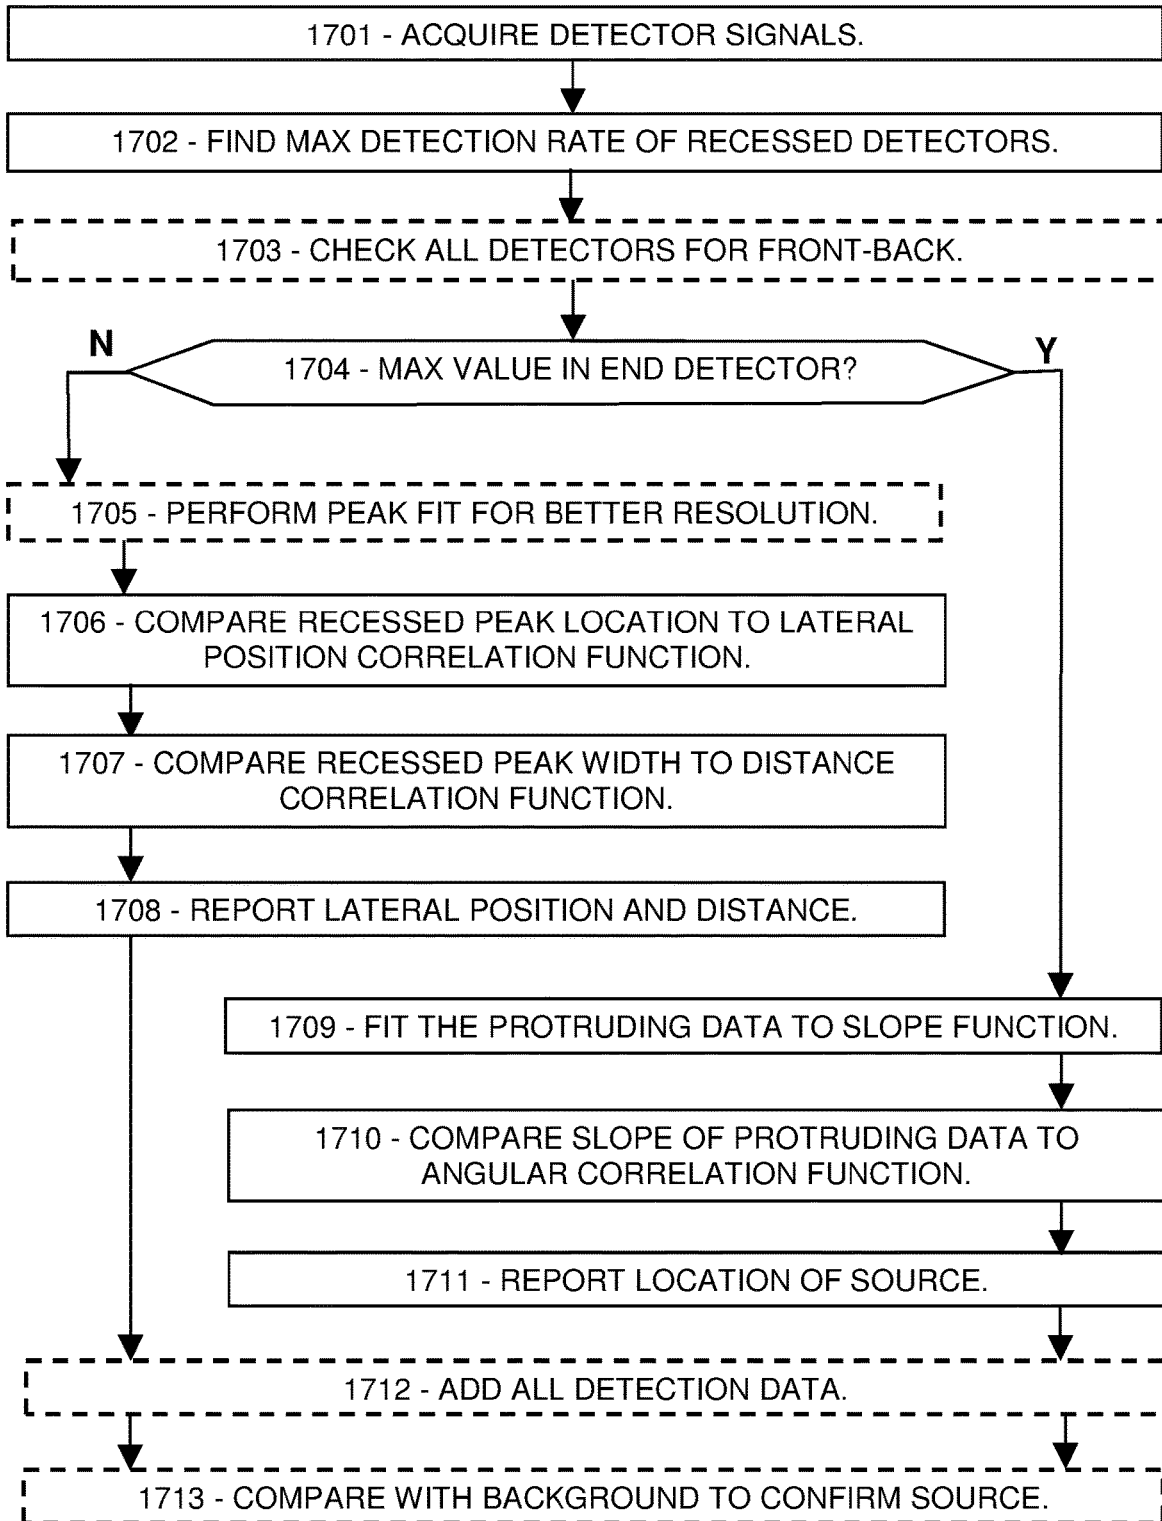 1701 - ACQUIRE DETECTOR SIGNALS.
1702 - FIND MAX DETECTION RATE OF RECESSED DETECTORS.
1703 - CHECK ALL DETECTORS FOR FRONT-BACK.
N
1704 - MAX VALUE IN END DETECTOR?
Y
1705 - PERFORM PEAK FIT FOR BETTER RESOLUTION.
1706 - COMPARE RECESSED PEAK LOCATION TO LATERAL
POSITION CORRELATION FUNCTION.
1707 - COMPARE RECESSED PEAK WIDTH TO DISTANCE
CORRELATION FUNCTION.
1708 - REPORT LATERAL POSITION AND DISTANCE.
1709 - FIT THE PROTRUDING DATA TO SLOPE FUNCTION.
1710 - COMPARE SLOPE OF PROTRUDING DATA TO
ANGULAR CORRELATION FUNCTION.
1711 - REPORT LOCATION OF SOURCE.
1712 - ADD ALL DETECTION DATA.
1713 - COMPARE WITH BACKGROUND TO CONFIRM SOURCE.